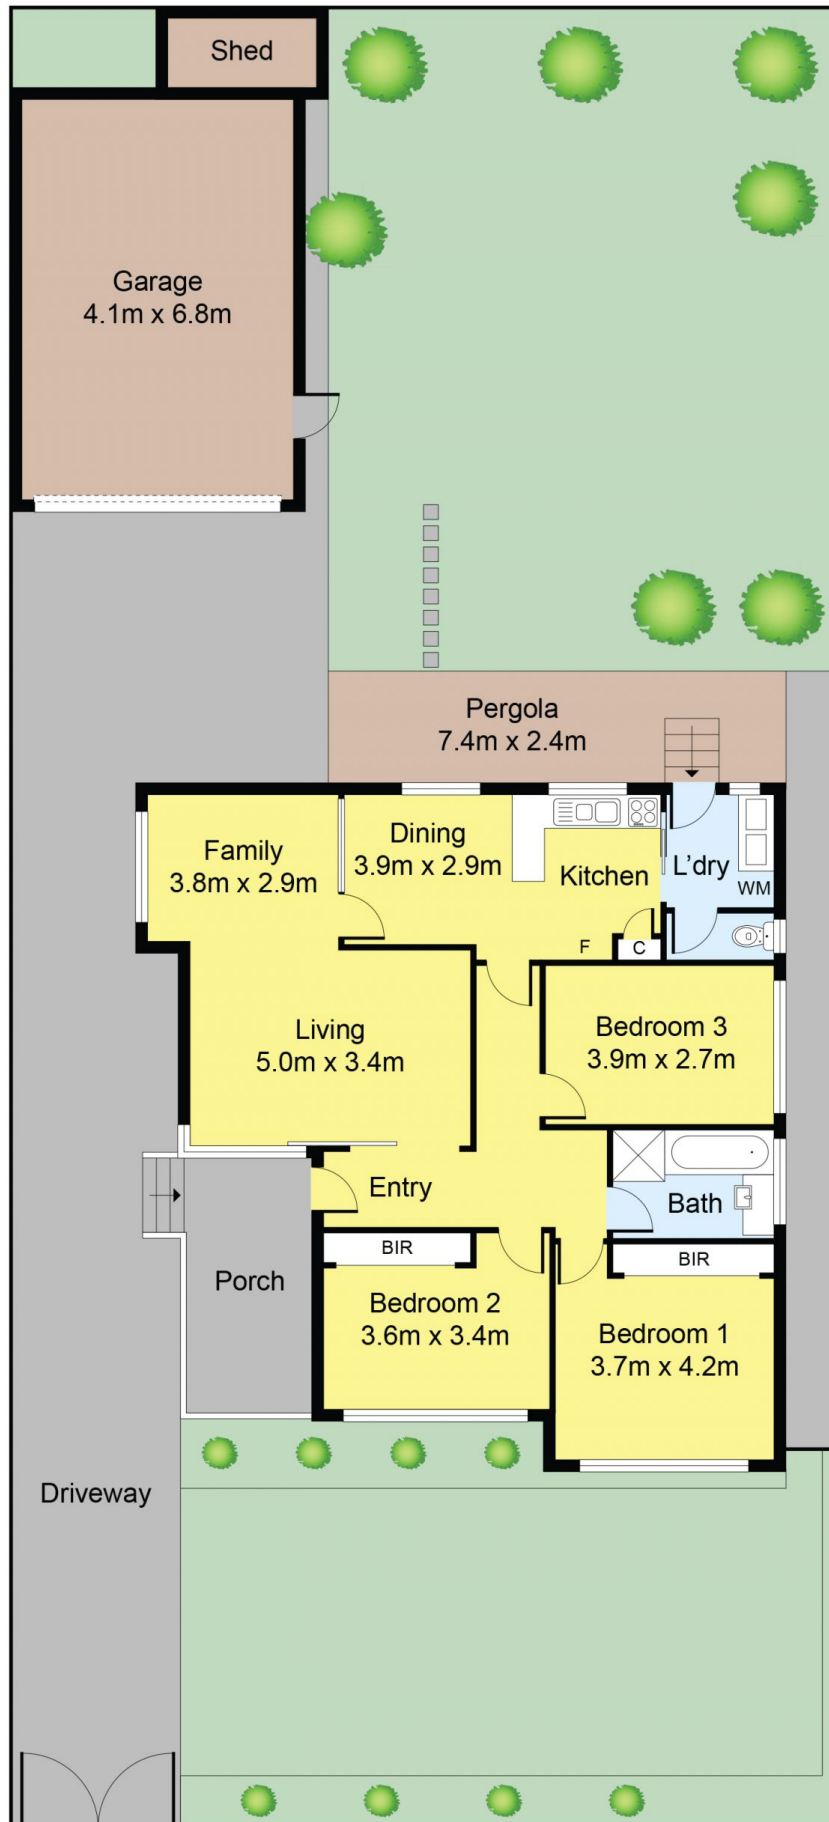 Shed
Garage
4.1m x 6.8m
Pergola
7.4m x 2.4m
Family
3.8m x 2.9m
Dining
3.9m x 2.9m
Kitchen
L'dry
WM
F
C
Living
5.0m x 3.4m
Bedroom 3
3.9m x 2.7m
Entry
Bath
BIR
BIR
Porch
Bedroom 2
3.6m x 3.4m
Bedroom 1
3.7m x 4.2m
Driveway